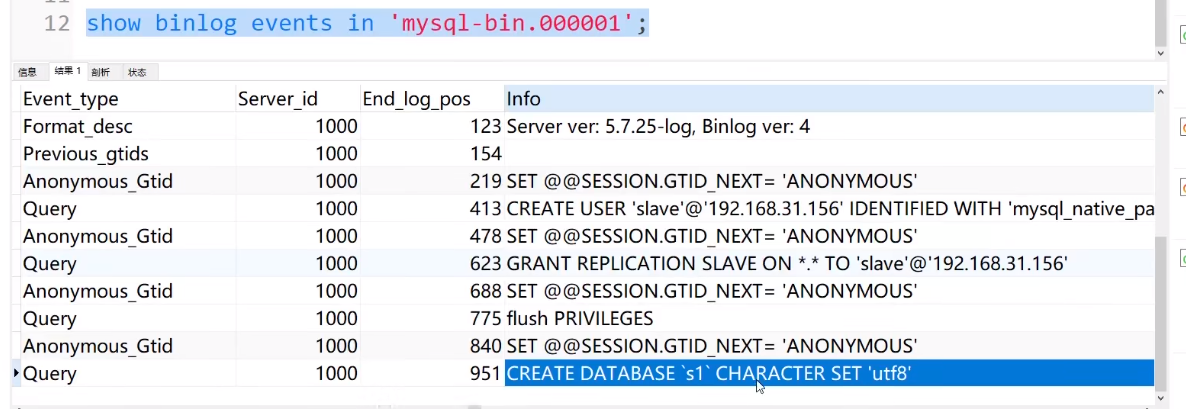 12 show binlog events in 'mysql-bin.000001';
信息 结果 1 剖析 状态
Event_type Server_id End_log_pos Info
Format_desc 1000 123 Server ver: 5.7.25-log, Binlog ver: 4
Previous_gtids 1000 154
Anonymous_Gtid 1000 219 SET @@SESSION.GTID_NEXT= 'ANONYMOUS'
Query 1000 413 CREATE USER 'slave'@'192.168.31.156' IDENTIFIED WITH 'mysql_native_pa
Anonymous_Gtid 1000 478 SET @@SESSION.GTID_NEXT= 'ANONYMOUS'
Query 1000 623 GRANT REPLICATION SLAVE ON *.* TO 'slave'@'192.168.31.156'
Anonymous_Gtid 1000 688 SET @@SESSION.GTID_NEXT= 'ANONYMOUS'
Query 1000 775 flush PRIVILEGES
Anonymous_Gtid 1000 840 SET @@SESSION.GTID_NEXT= 'ANONYMOUS'
Query 1000 951 CREATE DATABASE `s1` CHARACTER SET 'utf8'